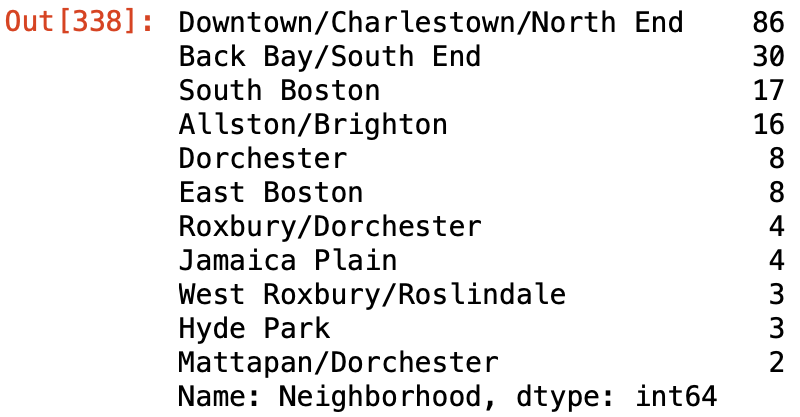 Out[338]: Downtown/Charlestown/North End 86
Back Bay/South End 30
South Boston 17
Allston/Brighton 16
Dorchester 8
East Boston 8
Roxbury/Dorchester 4
Jamaica Plain 4
West Roxbury/Roslindale 3
Hyde Park 3
Mattapan/Dorchester 2
Name: Neighborhood, dtype: int64